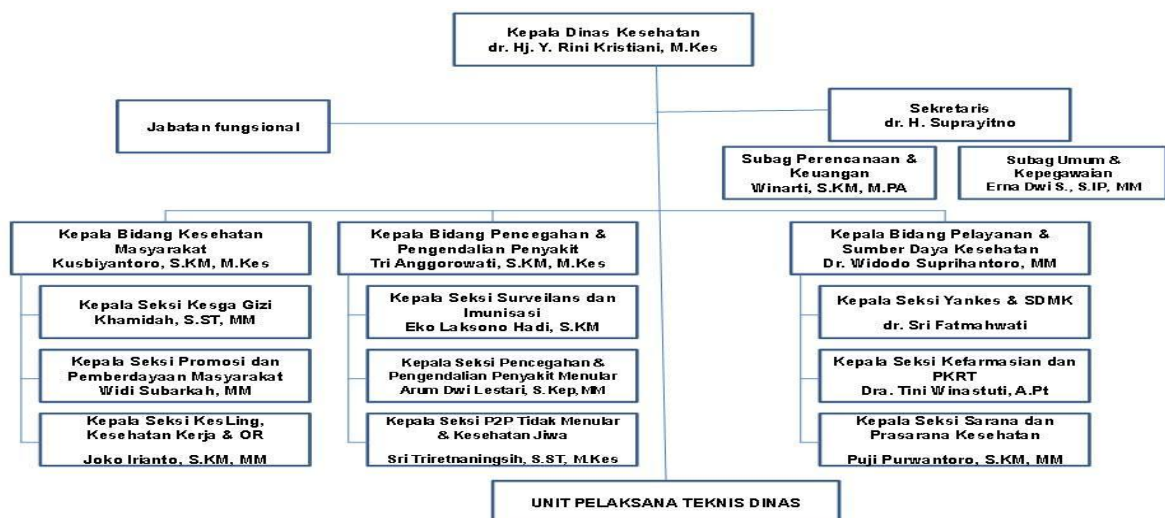 Kepala Dinas Kesehatan
dr. Hj. Y. Rini Kristiani, M.Kes
Jabatan fungsional
Sekretaris
dr. H. Suprayitno
Subag Perencanaan &
Keuangan
Winarti, S.KM, M.PA
Subag Umum &
Kepegawaian
Erna Dwi S., S.IP, MM
Kepala Bidang Kesehatan
Masyarakat
Kusbiyantoro, S.KM, M.Kes
Kepala Seksi Kesga Gizi
Khamidah, S.ST, MM
Kepala Seksi Promosi dan
Pemberdayaan Masyarakat
Widi Subarkah, MM
Kepala Seksi KesLing,
Kesehatan Kerja & OR
Joko Irianto, S.KM, MM
Kepala Bidang Pencegahan &
Pengendalian Penyakit
Tri Anggorowati, S.KM, M.Kes
Kepala Seksi Surveilans dan
Imunisasi
Eko Laksono Hadi, S.KM
Kepala Seksi Pencegahan &
Pengendalian Penyakit Menular
Arum Dwi Lestari, S.Kep, MM
Kepala Seksi P2P Tidak Menular
& Kesehatan Jiwa
Sri Triretnaningsih, S.ST, M.Kes
Kepala Bidang Pelayanan &
Sumber Daya Kesehatan
Dr. Widodo Suprihantoro, MM
Kepala Seksi Yankes & SDMK
dr. Sri Fatmahwati
Kepala Seksi Kefarmasian dan
PKRT
Dra. Tini Winastuti, A.Pt
Kepala Seksi Sarana dan
Prasarana Kesehatan
Puji Purwantoro, S.KM, MM
UNIT PELAKSANA TEKNIS DINAS